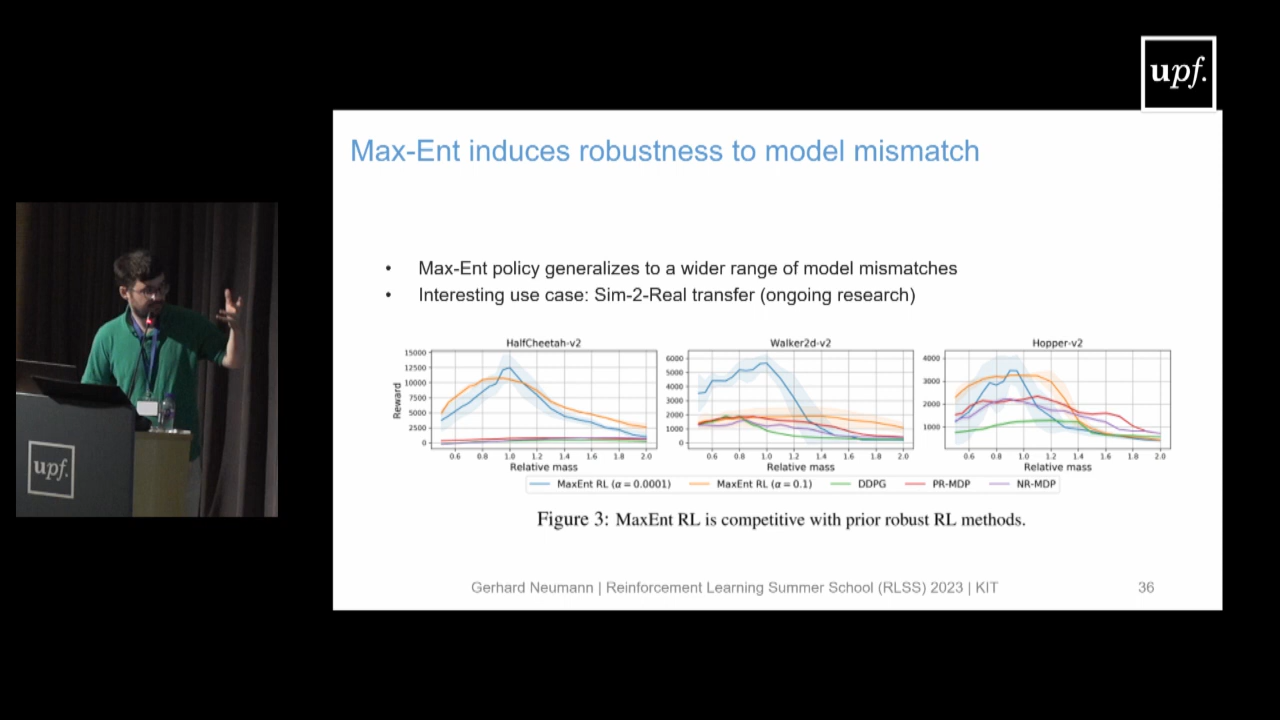 upf.
Max-Ent induces robustness to model mismatch
• Max-Ent policy generalizes to a wider range of model mismatches
• Interesting use case: Sim-2-Real transfer (ongoing research)
HalfCheetah-v2
15000
12500
10000
7500
5000
2500
0
Reward
0.6 0.8 1.0 1.2 1.4 1.6 1.8 2.0
Relative mass
Walker2d-v2
6000
5000
4000
3000
2000
1000
0
0.6 0.8 1.0 1.2 1.4 1.6 1.8 2.0
Relative mass
Hopper-v2
4000
3000
2000
1000
0.6 0.8 1.0 1.2 1.4 1.6 1.8 2.0
Relative mass
MaxEnt RL (α = 0.0001) MaxEnt RL (α = 0.1) DDPG PR-MDP NR-MDP
Figure 3: MaxEnt RL is competitive with prior robust RL methods.
Gerhard Neumann | Reinforcement Learning Summer School (RLSS) 2023 | KIT 36
upf.